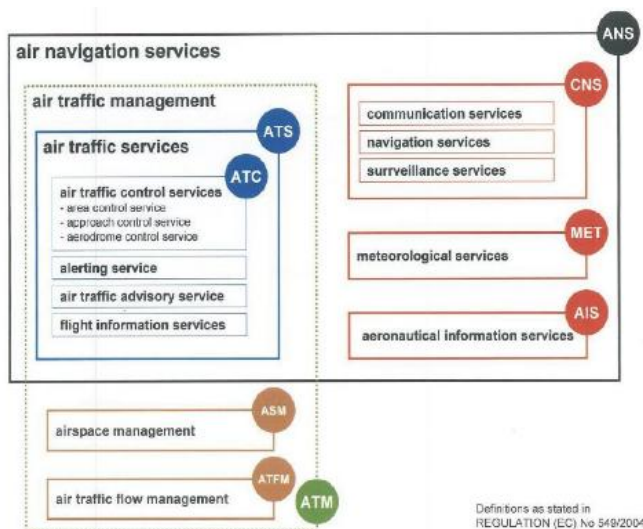 ANS
air navigation services
air traffic management
ATS
air traffic services
ATC
air traffic control services
- area control service
- approach control service
- aerodrome control service
alerting service
air traffic advisory service
flight information services
CNS
communication services
navigation services
surrveillance services
MET
meteorological services
AIS
aeronautical information services
ASM
airspace management
ATFM
air traffic flow management
ATM
Definitions as stated in
REGULATION (EC) No 549/2004